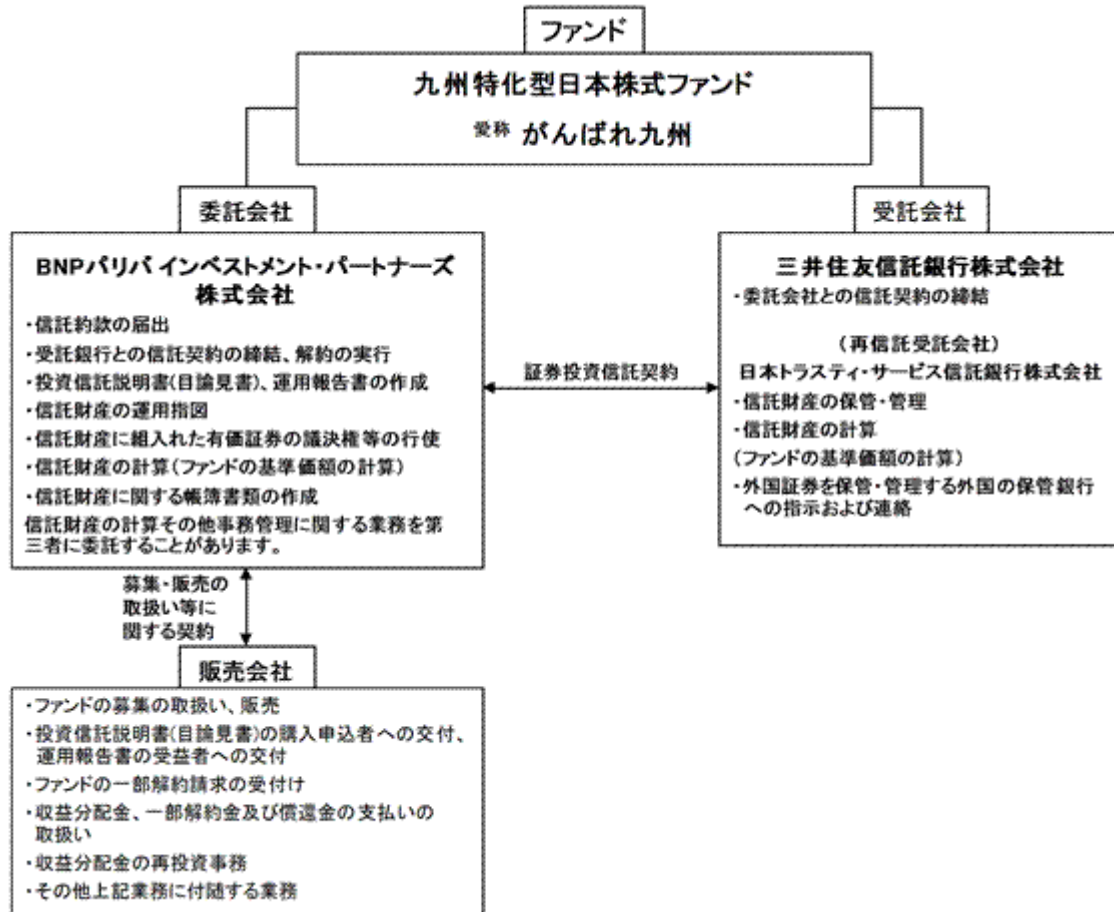 ファンド
九州特化型日本株式ファンド
愛称 がんばれ九州
委託会社
BNPパリバ インベストメント・パートナーズ
株式会社
・信託約款の届出
・受託銀行との信託契約の締結、解約の実行
・投資信託説明書(目論見書)、運用報告書の作成
・信託財産の運用指図
・信託財産に組入れた有価証券の議決権等の行使
・信託財産の計算(ファンドの基準価額の計算)
・信託財産に関する帳簿書類の作成
信託財産の計算その他事務管理に関する業務を第
三者に委託することがあります。
証券投資信託契約
受託会社
三井住友信託銀行株式会社
・委託会社との信託契約の締結
(再信託受託会社)
日本トラスティ・サービス信託銀行株式会社
・信託財産の保管・管理
・信託財産の計算
(ファンドの基準価額の計算)
・外国証券を保管・管理する外国の保管銀行
への指示および連絡
募集・販売の
取扱い等に
関する契約
販売会社
・ファンドの募集の取扱い、販売
・投資信託説明書(目論見書)の購入申込者への交付、
運用報告書の受益者への交付
・ファンドの一部解約請求の受付け
・収益分配金、一部解約金及び償還金の支払いの
取扱い
・収益分配金の再投資事務
・その他上記業務に付随する業務